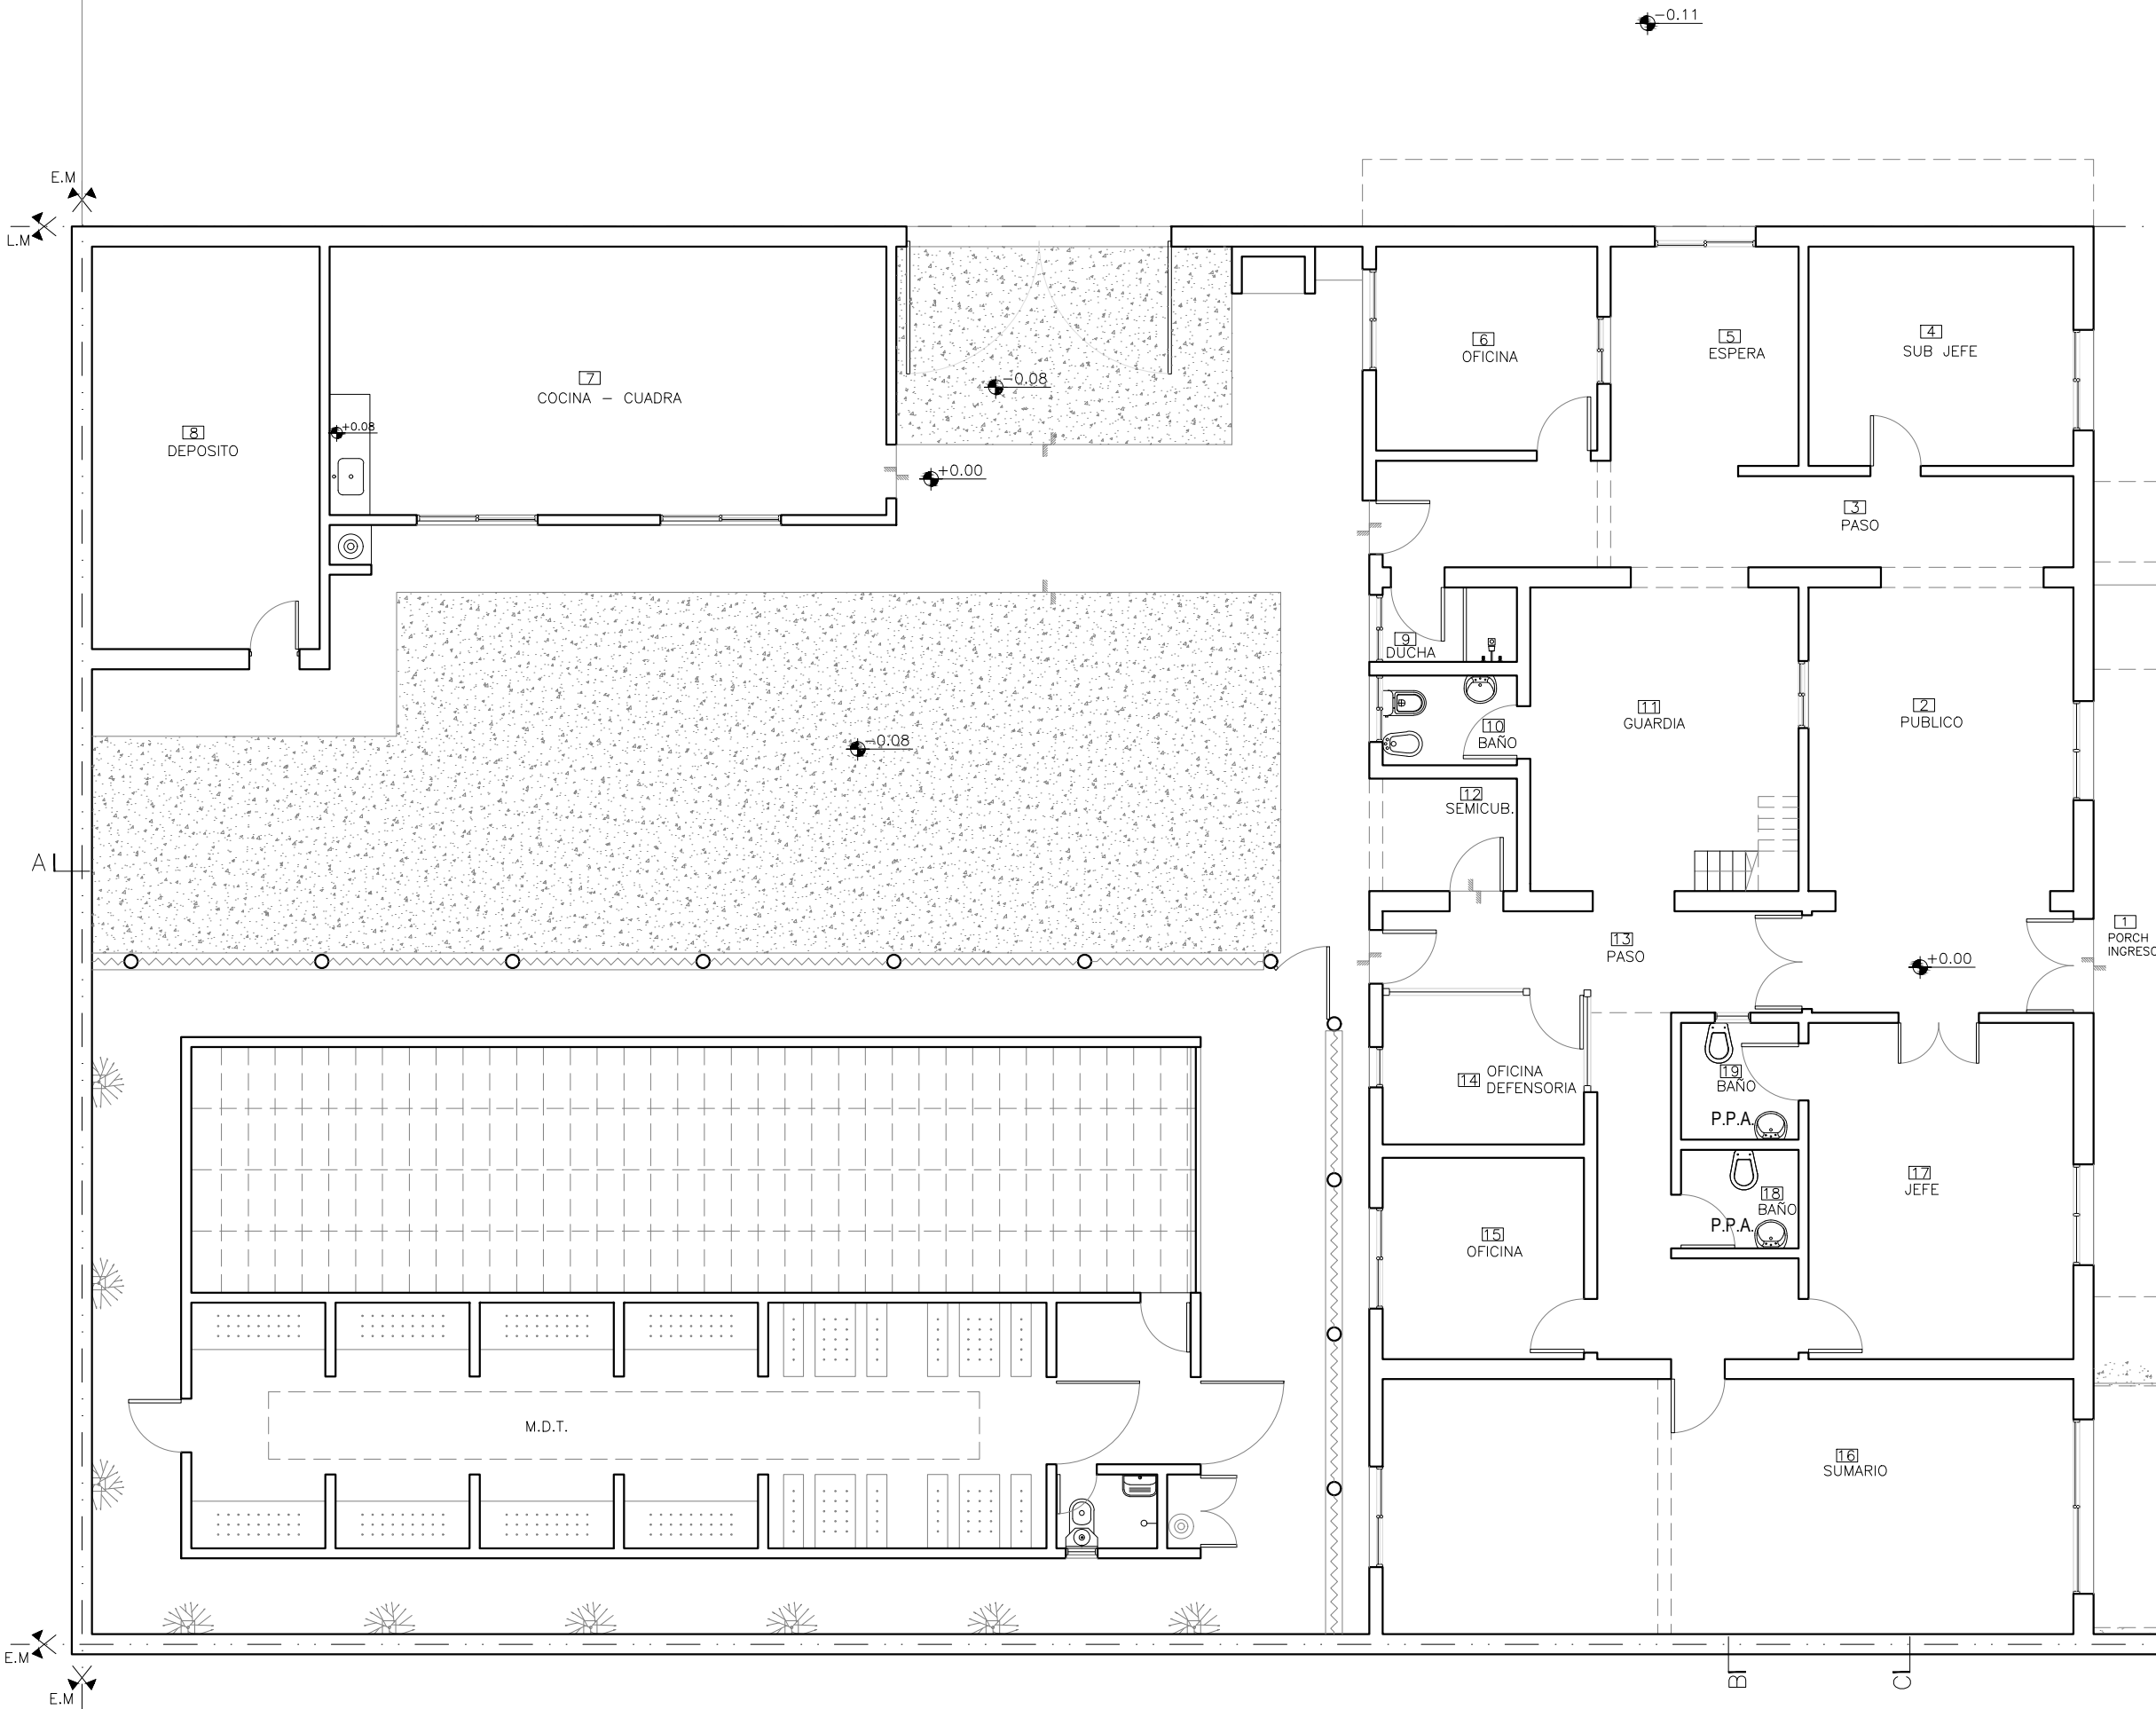 -0.11
E.M
L.M
6
OFICINA
5
ESPERA
4
SUB JEFE
7
COCINA - CUADRA
-0.08
8
DEPOSITO
+0.08
+0.00
3
PASO
9
DUCHA
10
BAÑO
11
GUARDIA
2
PUBLICO
-0.08
12
SEMICUB.
A
13
PASO
+0.00
1
PORCH
INGRESO
14
OFICINA
DEFENSORIA
19
BAÑO
P.P.A.
17
JEFE
18
BAÑO
P.P.A.
15
OFICINA
M.D.T.
16
SUMARIO
E.M
E.M
B
C